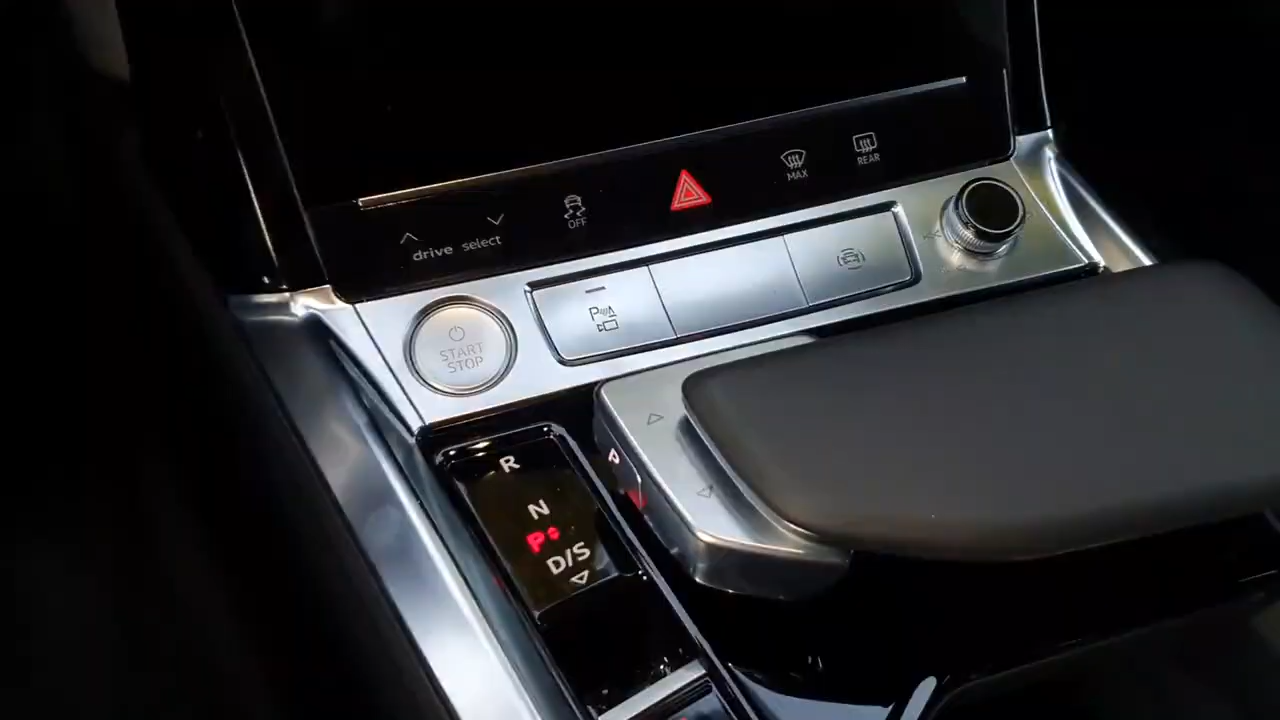 drive select
OFF
MAX
REAR
P
START
STOP
R
N
P
D/S
P